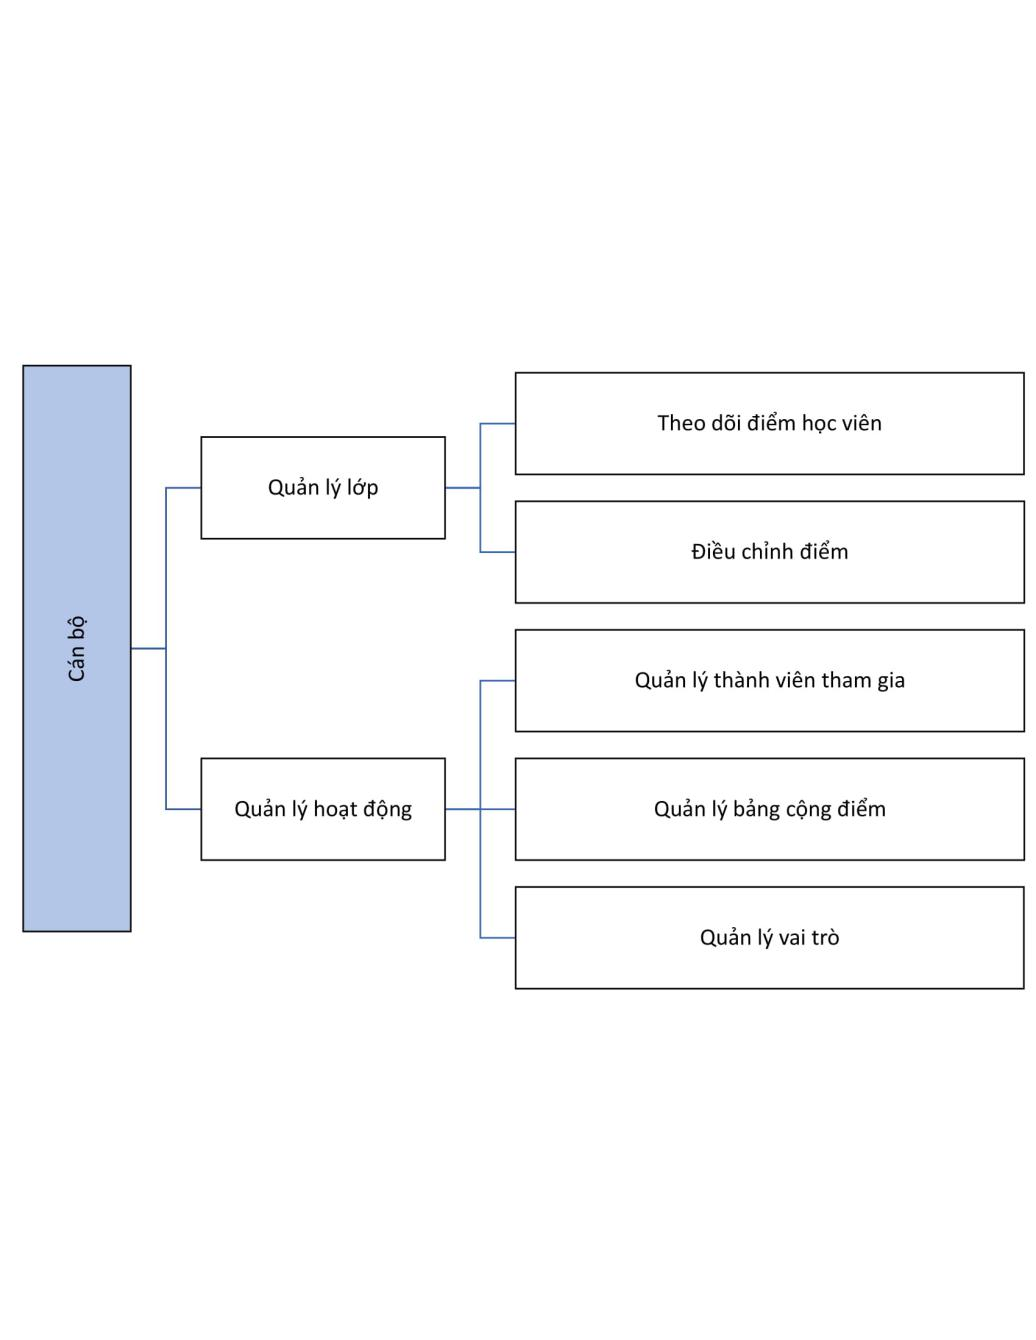 Cán bộ
Quản lý lớp
Theo dõi điểm học viên
Điều chỉnh điểm
Quản lý hoạt động
Quản lý thành viên tham gia
Quản lý bảng cộng điểm
Quản lý vai trò